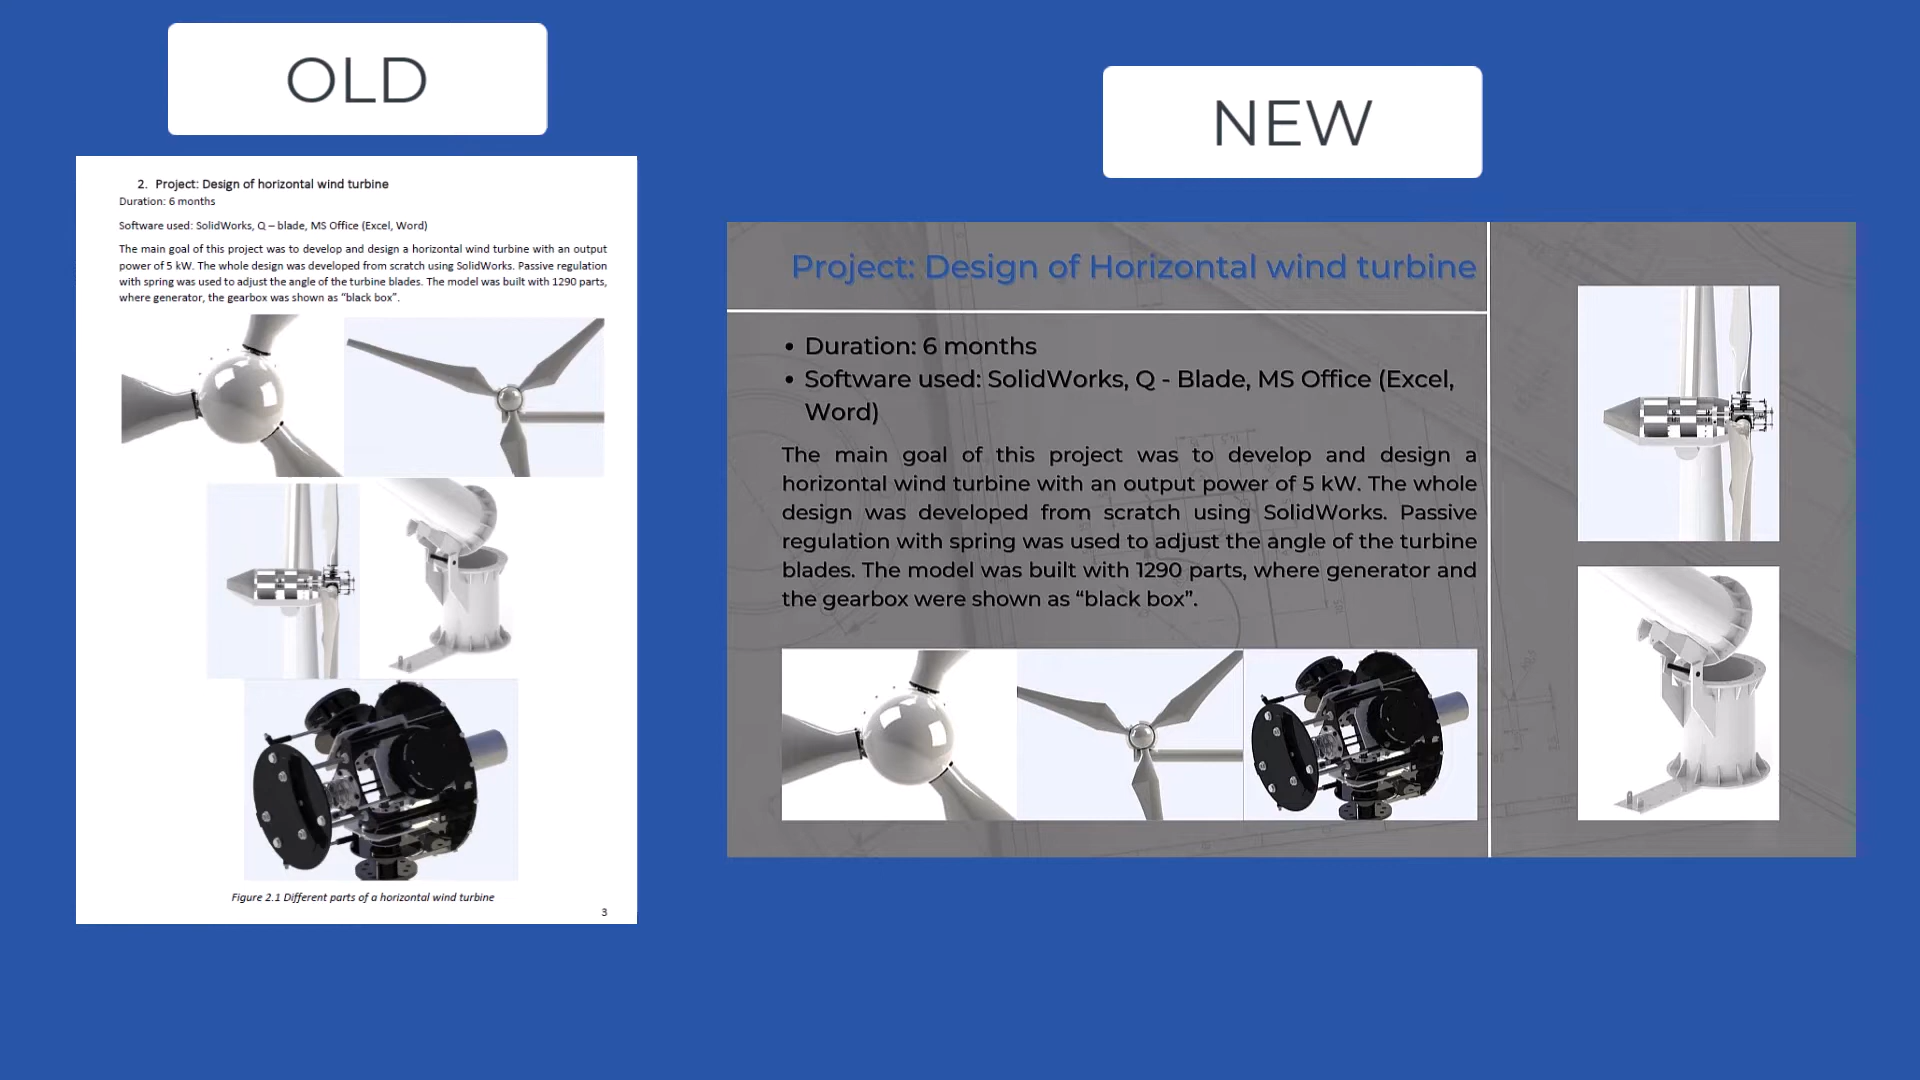 OLD
2. Project: Design of horizontal wind turbine
Duration: 6 months
Software used: SolidWorks, Q – blade, MS Office (Excel, Word)
The main goal of this project was to develop and design a horizontal wind turbine with an output
power of 5 kW. The whole design was developed from scratch using SolidWorks. Passive regulation
with spring was used to adjust the angle of the turbine blades. The model was built with 1290 parts,
where generator, the gearbox was shown as “black box”.
Figure 2.1 Different parts of a horizontal wind turbine
3
NEW
Project: Design of Horizontal wind turbine
• Duration: 6 months
• Software used: SolidWorks, Q - Blade, MS Office (Excel,
Word)
The main goal of this project was to develop and design a
horizontal wind turbine with an output power of 5 kW. The whole
design was developed from scratch using SolidWorks. Passive
regulation with spring was used to adjust the angle of the turbine
blades. The model was built with 1290 parts, where generator and
the gearbox were shown as “black box”.